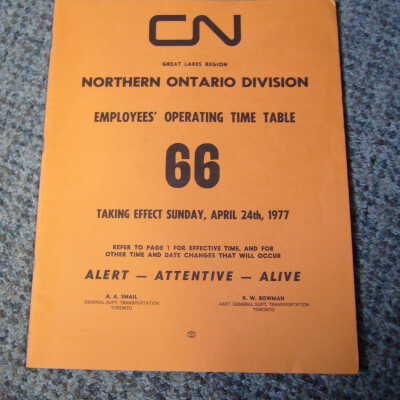 CN
GREAT LAKES REGION
NORTHERN ONTARIO DIVISION
EMPLOYEES' OPERATING TIME TABLE
66
TAKING EFFECT SUNDAY, APRIL 24th, 1977
REFER TO PAGE 1 FOR EFFECTIVE TIME, AND FOR
OTHER TIME AND DATE CHANGES THAT WILL OCCUR
ALERT — ATTENTIVE — ALIVE
A. A. SMAIL
GENERAL SUPT. TRANSPORTATION
TORONTO
R. W. BOWMAN
ASST. GENERAL SUPT. TRANSPORTATION
TORONTO